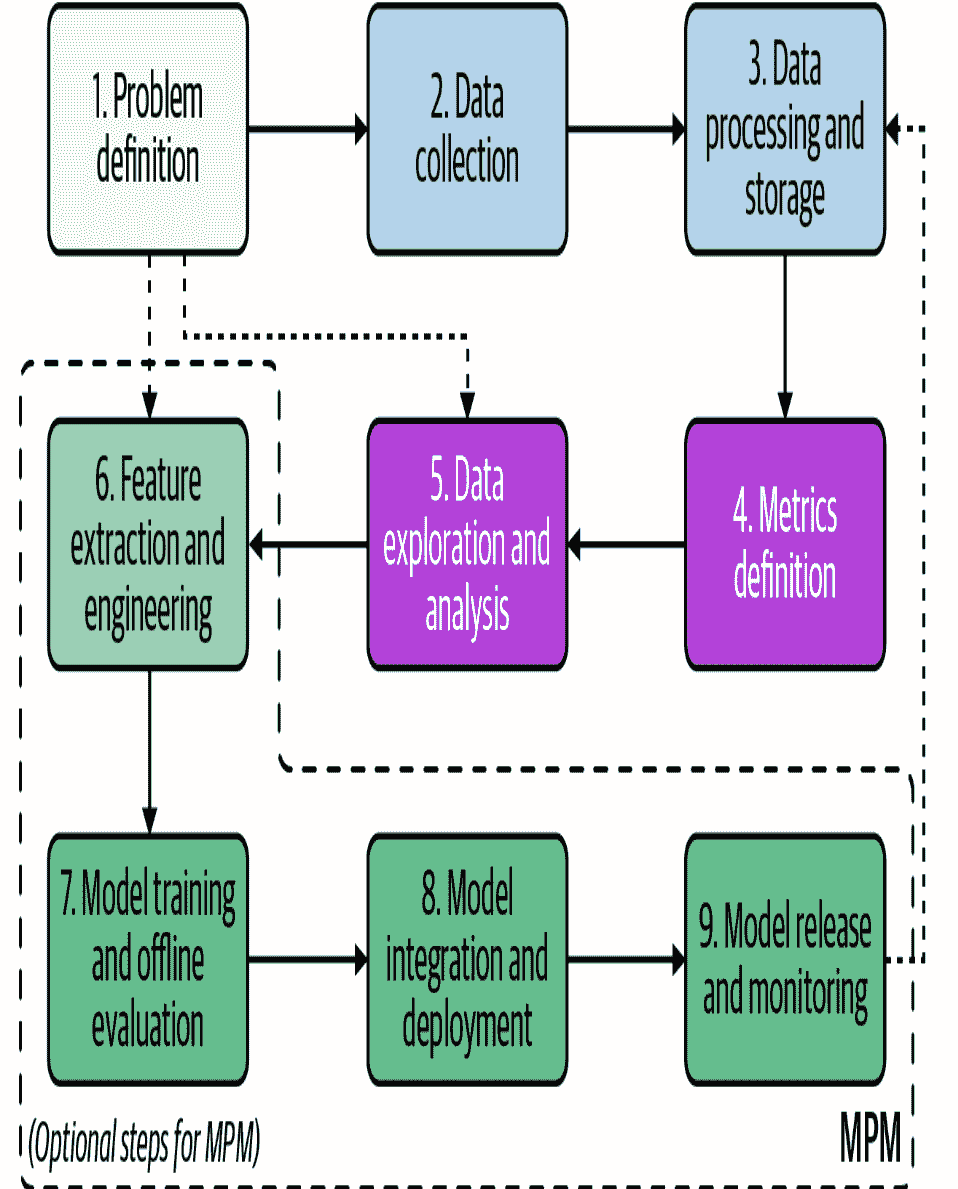 1. Problem
definition
2. Data
collection
3. Data
processing and
storage
6. Feature
extraction and
engineering
5. Data
exploration and
analysis
4. Metrics
definition
7. Model training
and offline
evaluation
8. Model
integration and
deployment
9. Model release
and monitoring
(Optional steps for MPM)
MPM